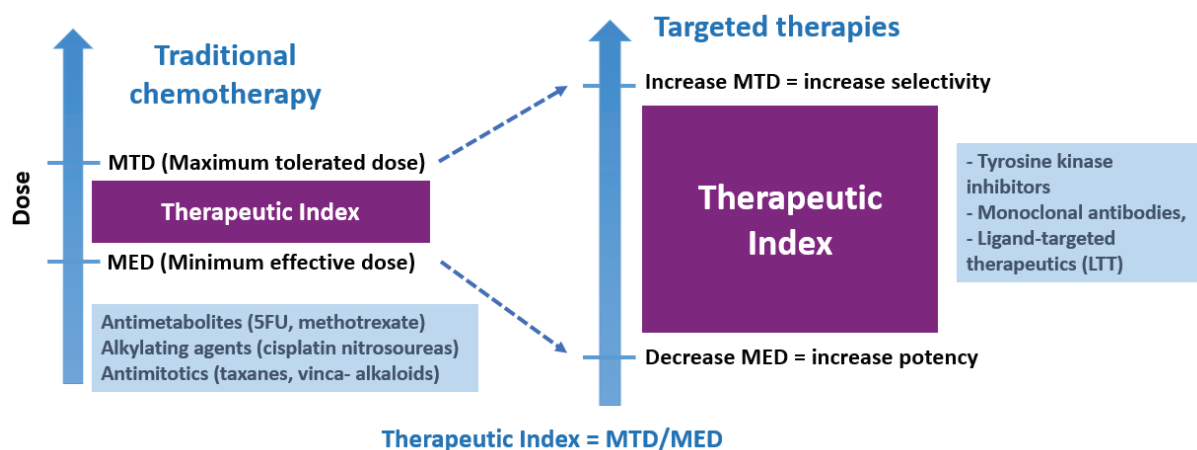 Traditional
chemotherapy
Dose
MTD (Maximum tolerated dose)
Therapeutic Index
MED (Minimum effective dose)
Antimetabolites (5FU, methotrexate)
Alkylating agents (cisplatin nitrosoureas)
Antimitotics (taxanes, vinca- alkaloids)
Targeted therapies
Increase MTD = increase selectivity
Therapeutic
Index
Decrease MED = increase potency
- Tyrosine kinase
inhibitors
- Monoclonal antibodies,
- Ligand-targeted
therapeutics (LTT)
Therapeutic Index = MTD/MED